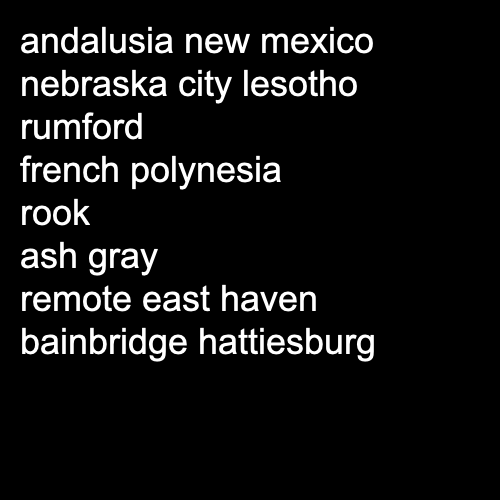 andalusia new mexico
nebraska city lesotho
rumford
french polynesia
rook
ash gray
remote east haven
bainbridge hattiesburg